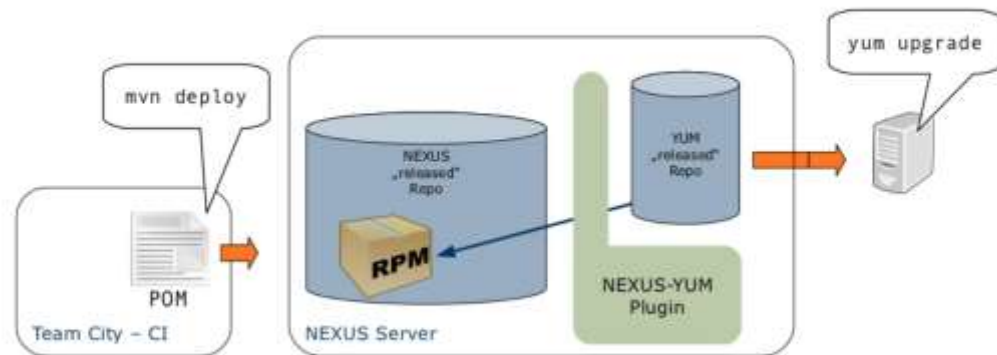 mvn deploy
POM
Team City – CI
NEXUS
„released"
Repo
RPM
NEXUS Server
YUM
„released"
Repo
NEXUS-YUM
Plugin
yum upgrade